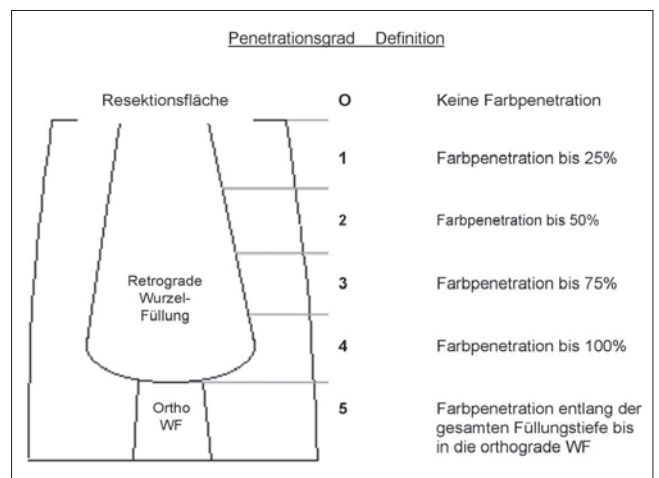 Penetrationsgrad Definition
Resektionsfläche O Keine Farbpenetration
1 Farbpenetration bis 25%
2 Farbpenetration bis 50%
Retrograde
Wurzel-
Füllung
3 Farbpenetration bis 75%
4 Farbpenetration bis 100%
Ortho
WF
5 Farbpenetration entlang der
gesamten Füllungstiefe bis
in die orthograde WF